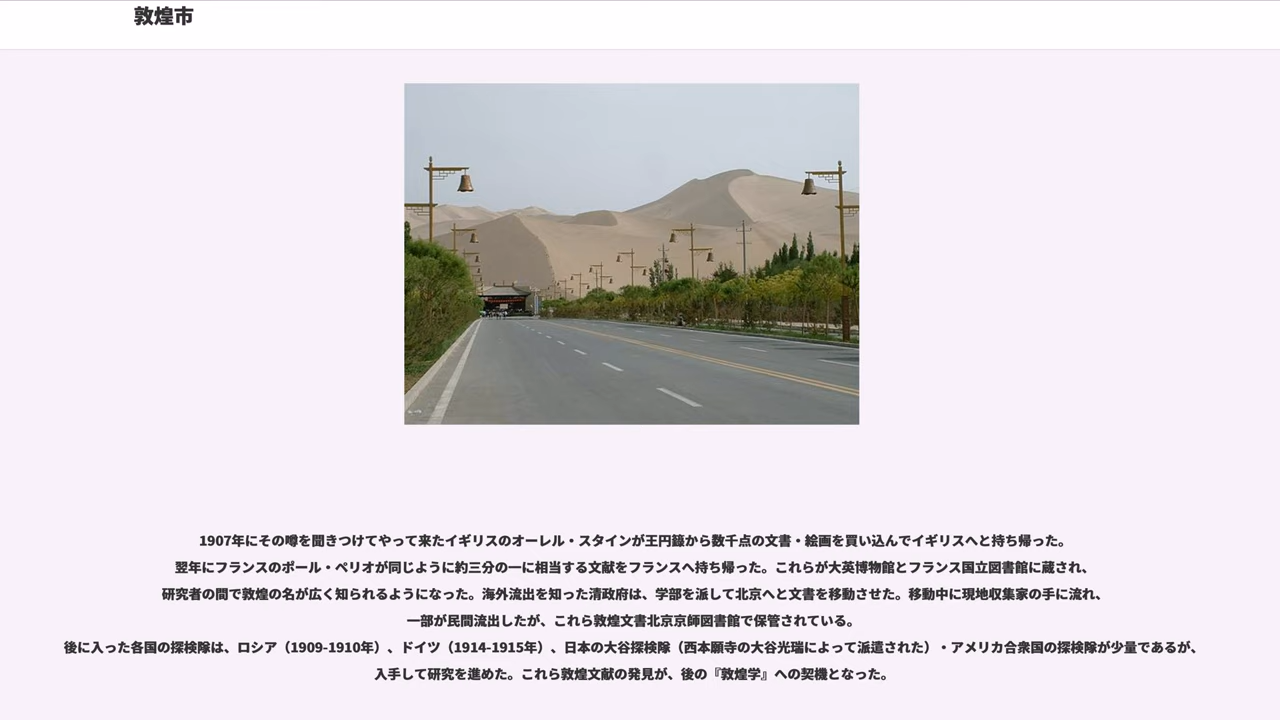 敦煌市
1907年にその噂を聞きつけてやって来たイギリスのオーレル・スタインが王円籙から数千点の文書・絵画を買い込んでイギリスへと持ち帰った。
翌年にフランスのポール・ペリオが同じように約三分の一に相当する文献をフランスへ持ち帰った。これらが大英博物館とフランス国立図書館に蔵され、
研究者の間で敦煌の名が広く知られるようになった。海外流出を知った清政府は、学部を派して北京へと文書を移動させた。移動中に現地収集家の手に流れ、
一部が民間流出したが、これら敦煌文書北京京師図書館で保管されている。
後に入った各国の探検隊は、ロシア（1909-1910年）、ドイツ（1914-1915年）、日本の大谷探検隊（西本願寺の大谷光瑞によって派遣された）・アメリカ合衆国の探検隊が少量であるが、
入手して研究を進めた。これら敦煌文献の発見が、後の『敦煌学』への契機となった。